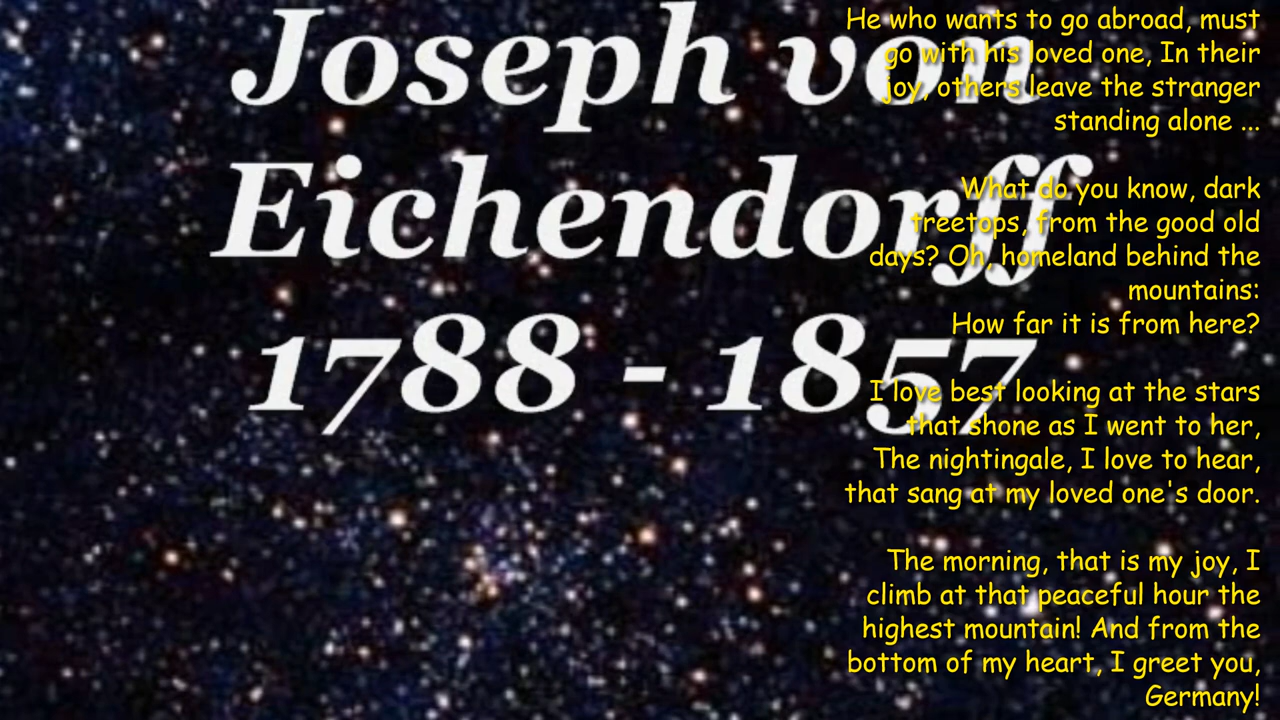 Joseph von
Eichendorff
1788 - 1857
He who wants to go abroad, must
go with his loved one, In their
joy, others leave the stranger
standing alone ...
What do you know, dark
treetops, from the good old
days? Oh, homeland behind the
mountains:
How far it is from here?
I love best looking at the stars
that shone as I went to her,
The nightingale, I love to hear,
that sang at my loved one's door.
The morning, that is my joy, I
climb at that peaceful hour the
highest mountain! And from the
bottom of my heart, I greet you,
Germany!